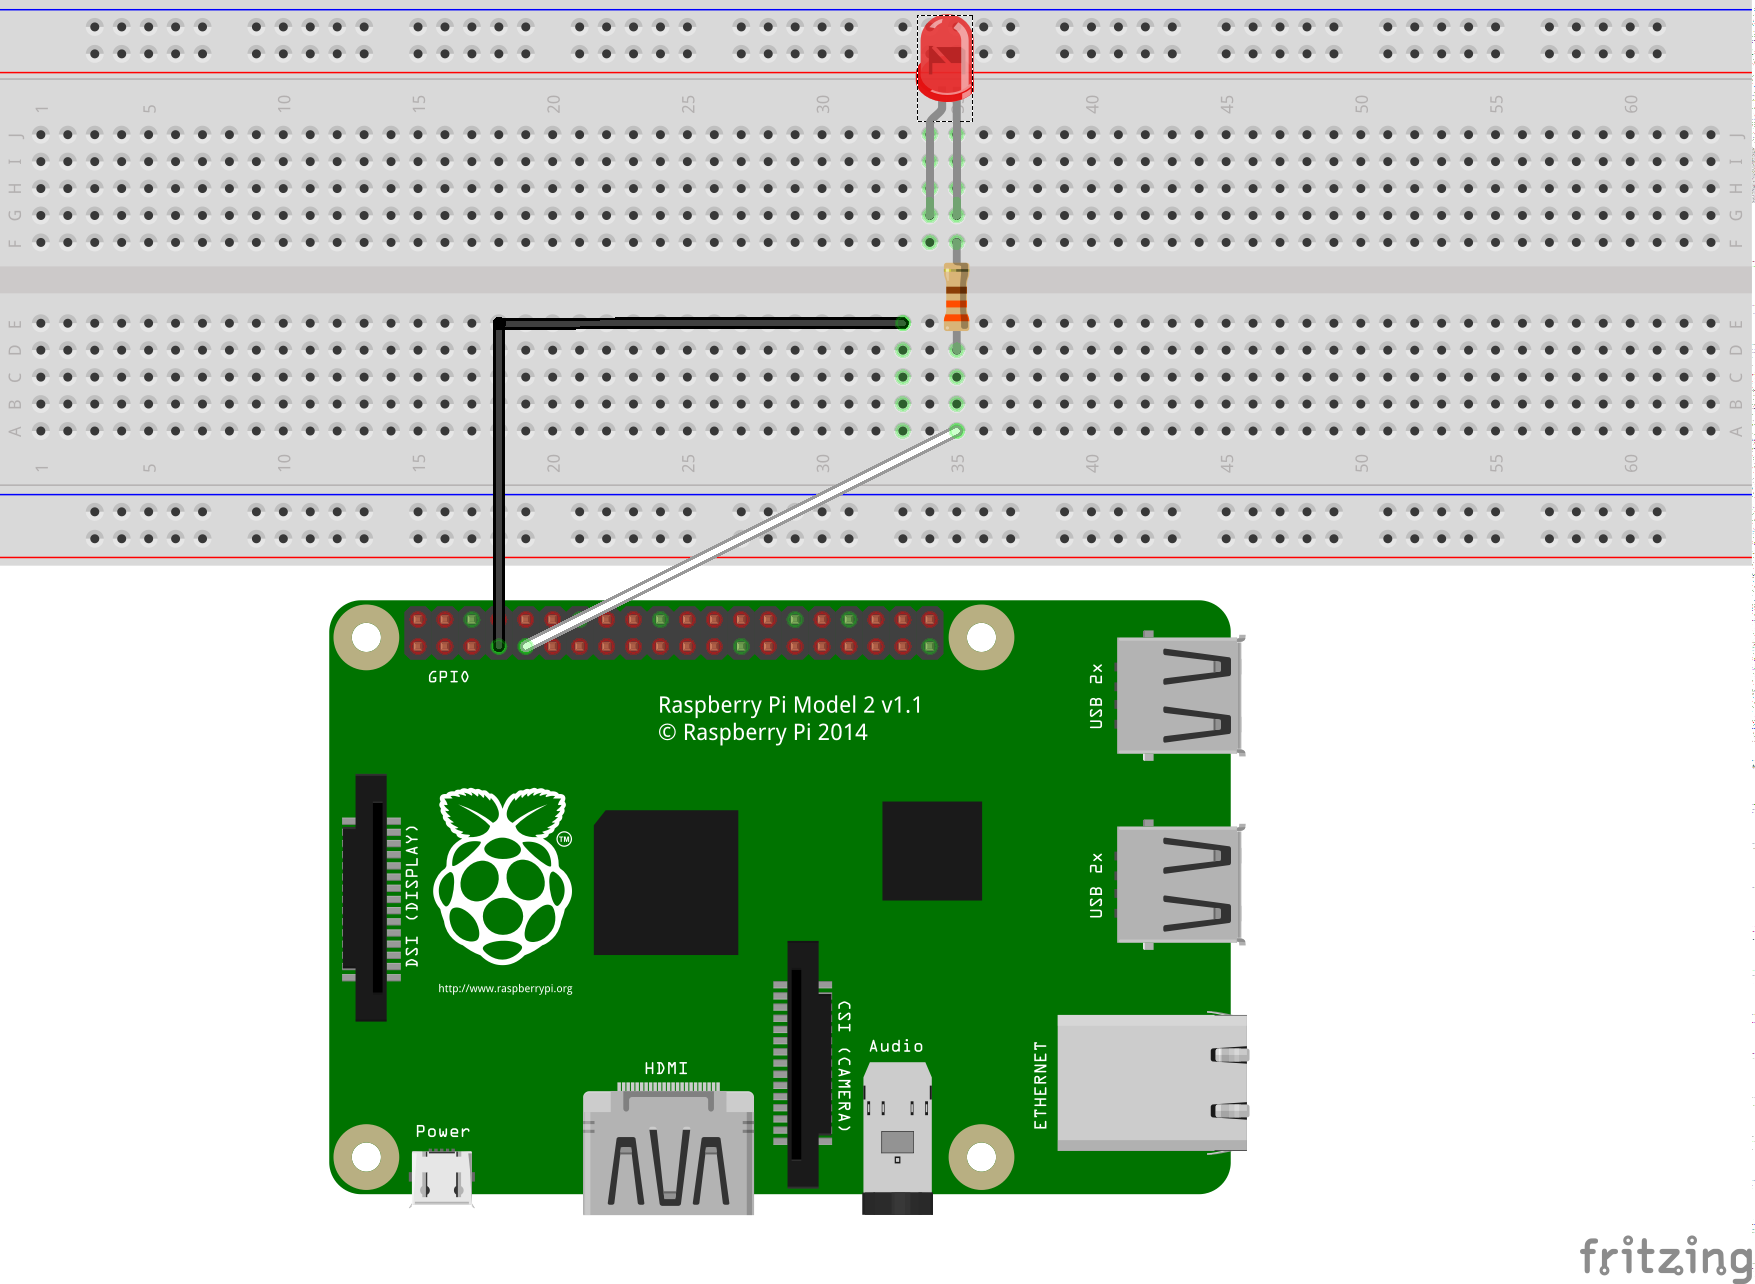 1 5 10 15 20 25 30 35 40 45 50 55 60
J J
I I
H H
G G
F F
E E
D D
C C
B B
A A
1 5 10 15 20 25 30 35 40 45 50 55 60
GPIO
Raspberry Pi Model 2 v1.1
© Raspberry Pi 2014
USB 2x
USB 2x
DSI (DISPLAY)
TM
http://www.raspberrypi.org
CSI (CAMERA)
Audio
ETHERNET
HDMI
Power
fritzing